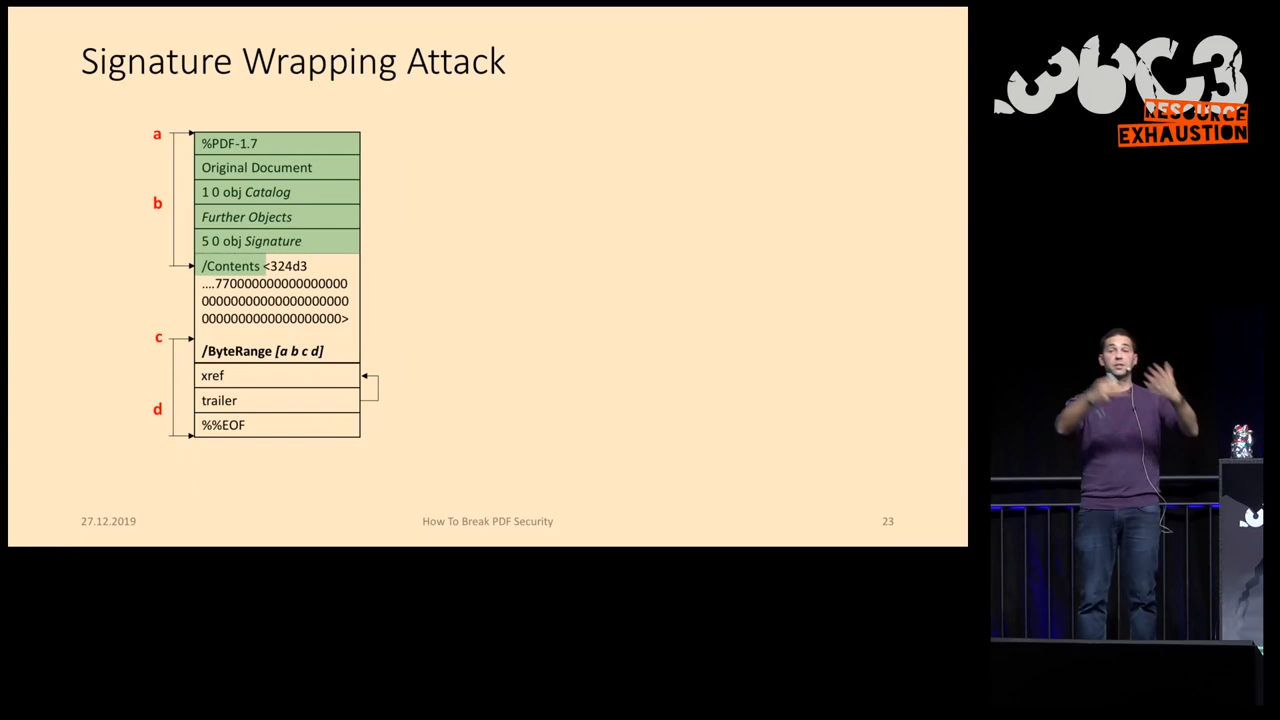 Signature Wrapping Attack
a
%PDF-1.7
Original Document
b
1 0 obj Catalog
Further Objects
5 0 obj Signature
/Contents <324d3
....770000000000000000
00000000000000000000
0000000000000000000>
c
/ByteRange [a b c d]
xref
d
trailer
%%EOF
27.12.2019
How To Break PDF Security
23
36C3
RESOURCE
EXHAUSTION